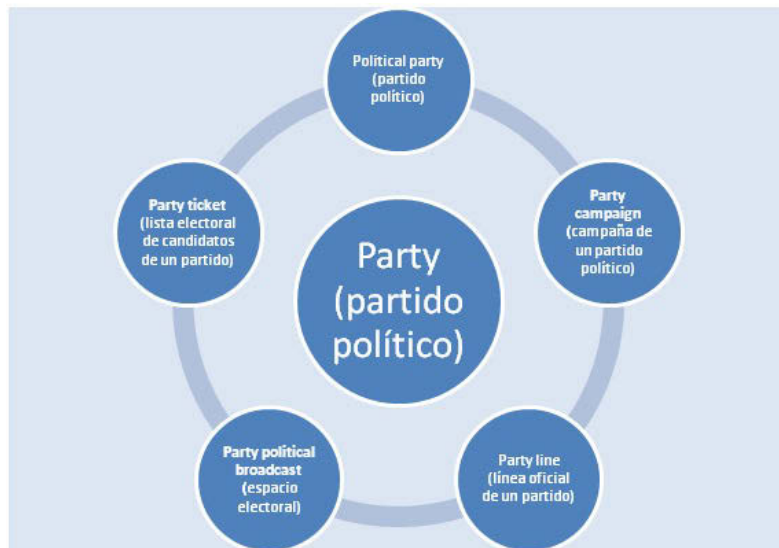 Political party
(partido
político)
Party ticket
(lista electoral
de candidatos
de un partido)
Party
campaign
(campaña de
un partido
político)
Party
(partido
político)
Party political
broadcast
(espacio
electoral)
Party line
(línea oficial
de un partido)